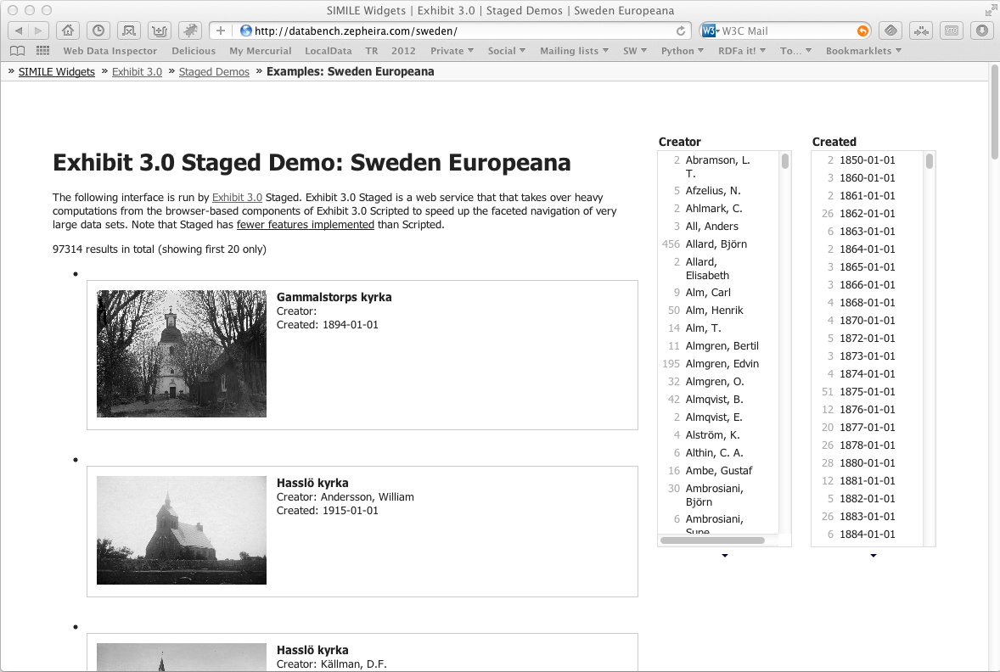 SIMILE Widgets | Exhibit 3.0 | Staged Demos | Sweden Europeana
http://databench.zepheira.com/sweden/
W3 W3C Mail
Web Data Inspector Delicious My Mercurial LocalData TR 2012 Private Social Mailing lists SW Python RDFa it! To... Bookmarklets
» SIMILE Widgets » Exhibit 3.0 » Staged Demos » Examples: Sweden Europeana
Exhibit 3.0 Staged Demo: Sweden Europeana
The following interface is run by Exhibit 3.0 Staged. Exhibit 3.0 Staged is a web service that that takes over heavy
computations from the browser-based components of Exhibit 3.0 Scripted to speed up the faceted navigation of very
large data sets. Note that Staged has fewer features implemented than Scripted.
97314 results in total (showing first 20 only)
Gammalstorps kyrka
Creator:
Created: 1894-01-01
Hasslö kyrka
Creator: Andersson, William
Created: 1915-01-01
Hasslö kyrka
Creator: Källman, D.F.
Creator
2 Abramson, L.
T.
5 Afzelius, N.
2 Ahlmark, C.
3 All, Anders
456 Allard, Björn
2 Allard,
Elisabeth
9 Alm, Carl
50 Alm, Henrik
14 Alm, T.
11 Almgren, Bertil
195 Almgren, Edvin
32 Almgren, O.
42 Almqvist, B.
2 Almqvist, E.
4 Alström, K.
6 Althin, C. A.
16 Ambe, Gustaf
30 Ambrosiani,
Björn
6 Ambrosiani,
Sune
Created
2 1850-01-01
3 1860-01-01
2 1861-01-01
26 1862-01-01
6 1863-01-01
2 1864-01-01
3 1865-01-01
3 1866-01-01
4 1868-01-01
4 1870-01-01
5 1872-01-01
3 1873-01-01
4 1874-01-01
51 1875-01-01
12 1876-01-01
20 1877-01-01
26 1878-01-01
28 1880-01-01
12 1881-01-01
5 1882-01-01
26 1883-01-01
6 1884-01-01